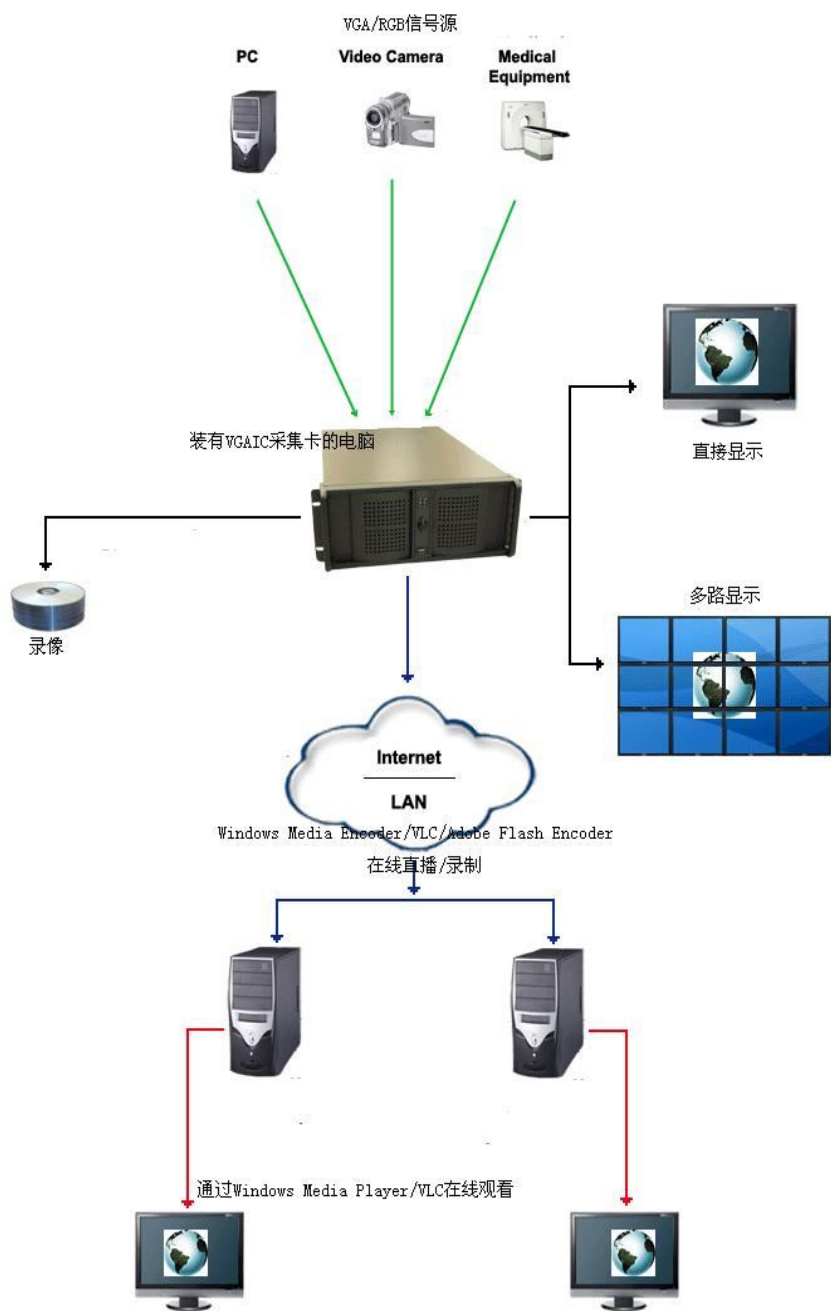 VGA/RGB信号源
PC
Video Camera
Medical
Equipment
装有VGAIC采集卡的电脑
直接显示
多路显示
录像
Internet
LAN
Windows Media Encoder/VLC/Adobe Flash Encoder
在线直播/录制
通过Windows Media Player/VLC在线观看